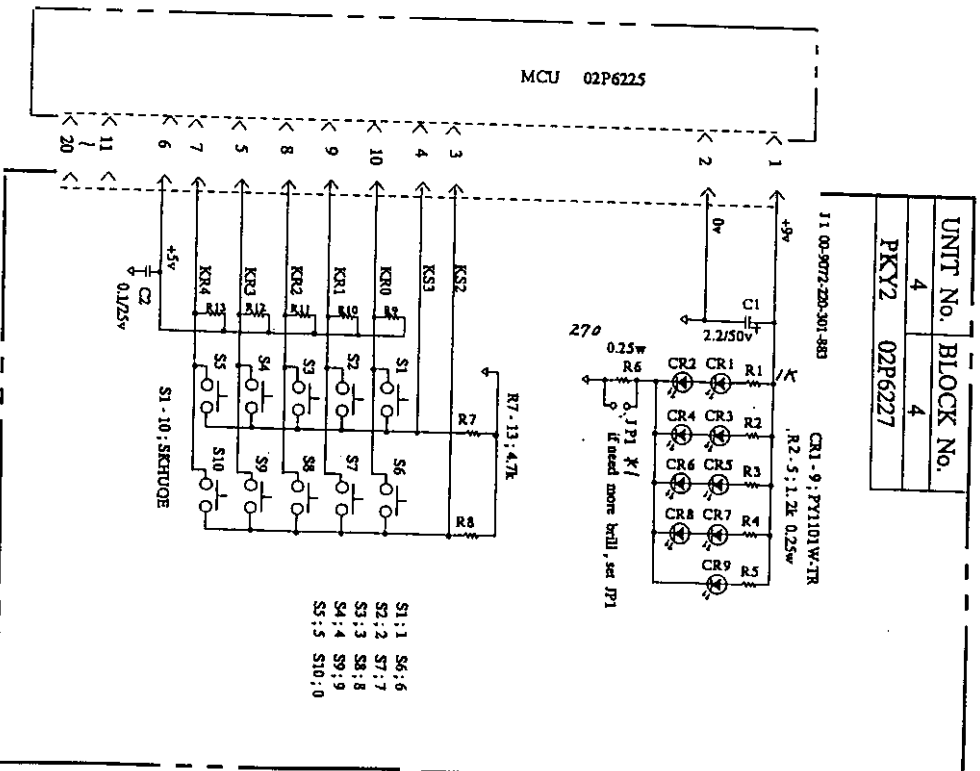 MCU 02P6225
UNIT No. BLOCK No.
4 4
PKY2 02P6227
J1 00-9072-220-301-883
1
2
3
4
10
9
8
5
7
6
11
~
20
+9v
0v
C1
2.2/50v
+
CR1 - 9 ; PY1101W-TR
R2 - 5 ; 1.2k 0.25w
1K
CR2 CR1 R1
CR4 CR3 R2
CR6 CR5 R3
CR8 CR7 R4
CR9 R5
270
0.25w
R6
JP1 *1
if need more brill , set JP1
KS2
KS3
KR0
KR1
KR2
KR3
KR4
+5v
C2
0.1/25v
R9
R10
R11
R12
R13
S1
S2
S3
S4
S5
S6
S7
S8
S9
S10
R7
R8
R7 - 13 ; 4.7k
S1 - 10 ; SKHUQE
S1 ; 1 S6 ; 6
S2 ; 2 S7 ; 7
S3 ; 3 S8 ; 8
S4 ; 4 S9 ; 9
S5 ; 5 S10 ; 0